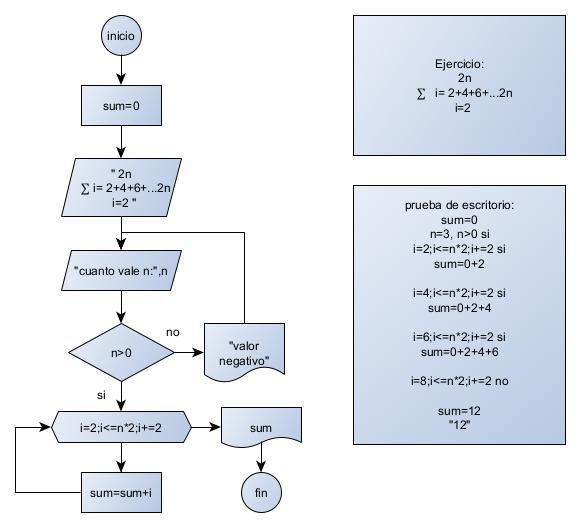 inicio
sum=0
" 2n
∑ i= 2+4+6+...2n
i=2 "
"cuanto vale n:",n
n>0
no
"valor
negativo"
si
i=2;i<=n*2;i+=2
sum
sum=sum+i
fin
Ejercicio:
2n
∑ i= 2+4+6+...2n
i=2
prueba de escritorio:
sum=0
n=3, n>0 si
i=2;i<=n*2;i+=2 si
sum=0+2
i=4;i<=n*2;i+=2 si
sum=0+2+4
i=6;i<=n*2;i+=2 si
sum=0+2+4+6
i=8;i<=n*2;i+=2 no
sum=12
"12"